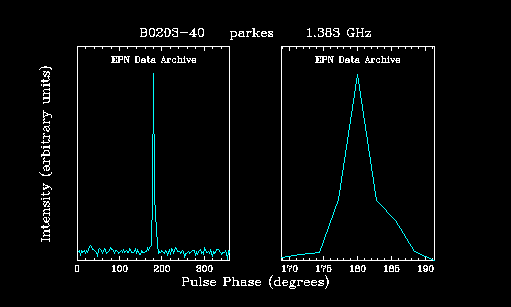 B0203-40 parkes 1.383 GHz
EPN Data Archive EPN Data Archive
Intensity (arbitrary units)
0 100 200 300 170 175 180 185 190
Pulse Phase (degrees)